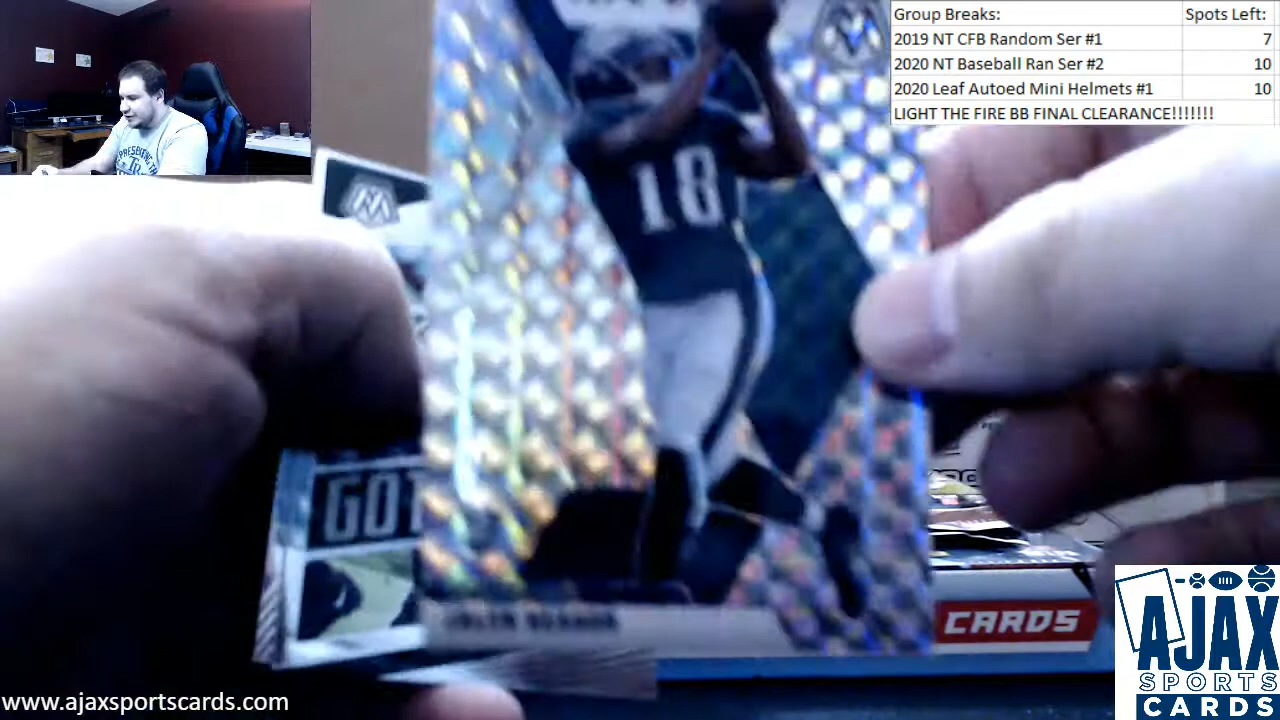 Group Breaks: Spots Left:
2019 NT CFB Random Ser #1 7
2020 NT Baseball Ran Ser #2 10
2020 Leaf Autoed Mini Helmets #1 10
LIGHT THE FIRE BB FINAL CLEARANCE!!!!!!!
18
GOT
CARDS
AJAX
SPORTS
CARDS
www.ajaxsportscards.com